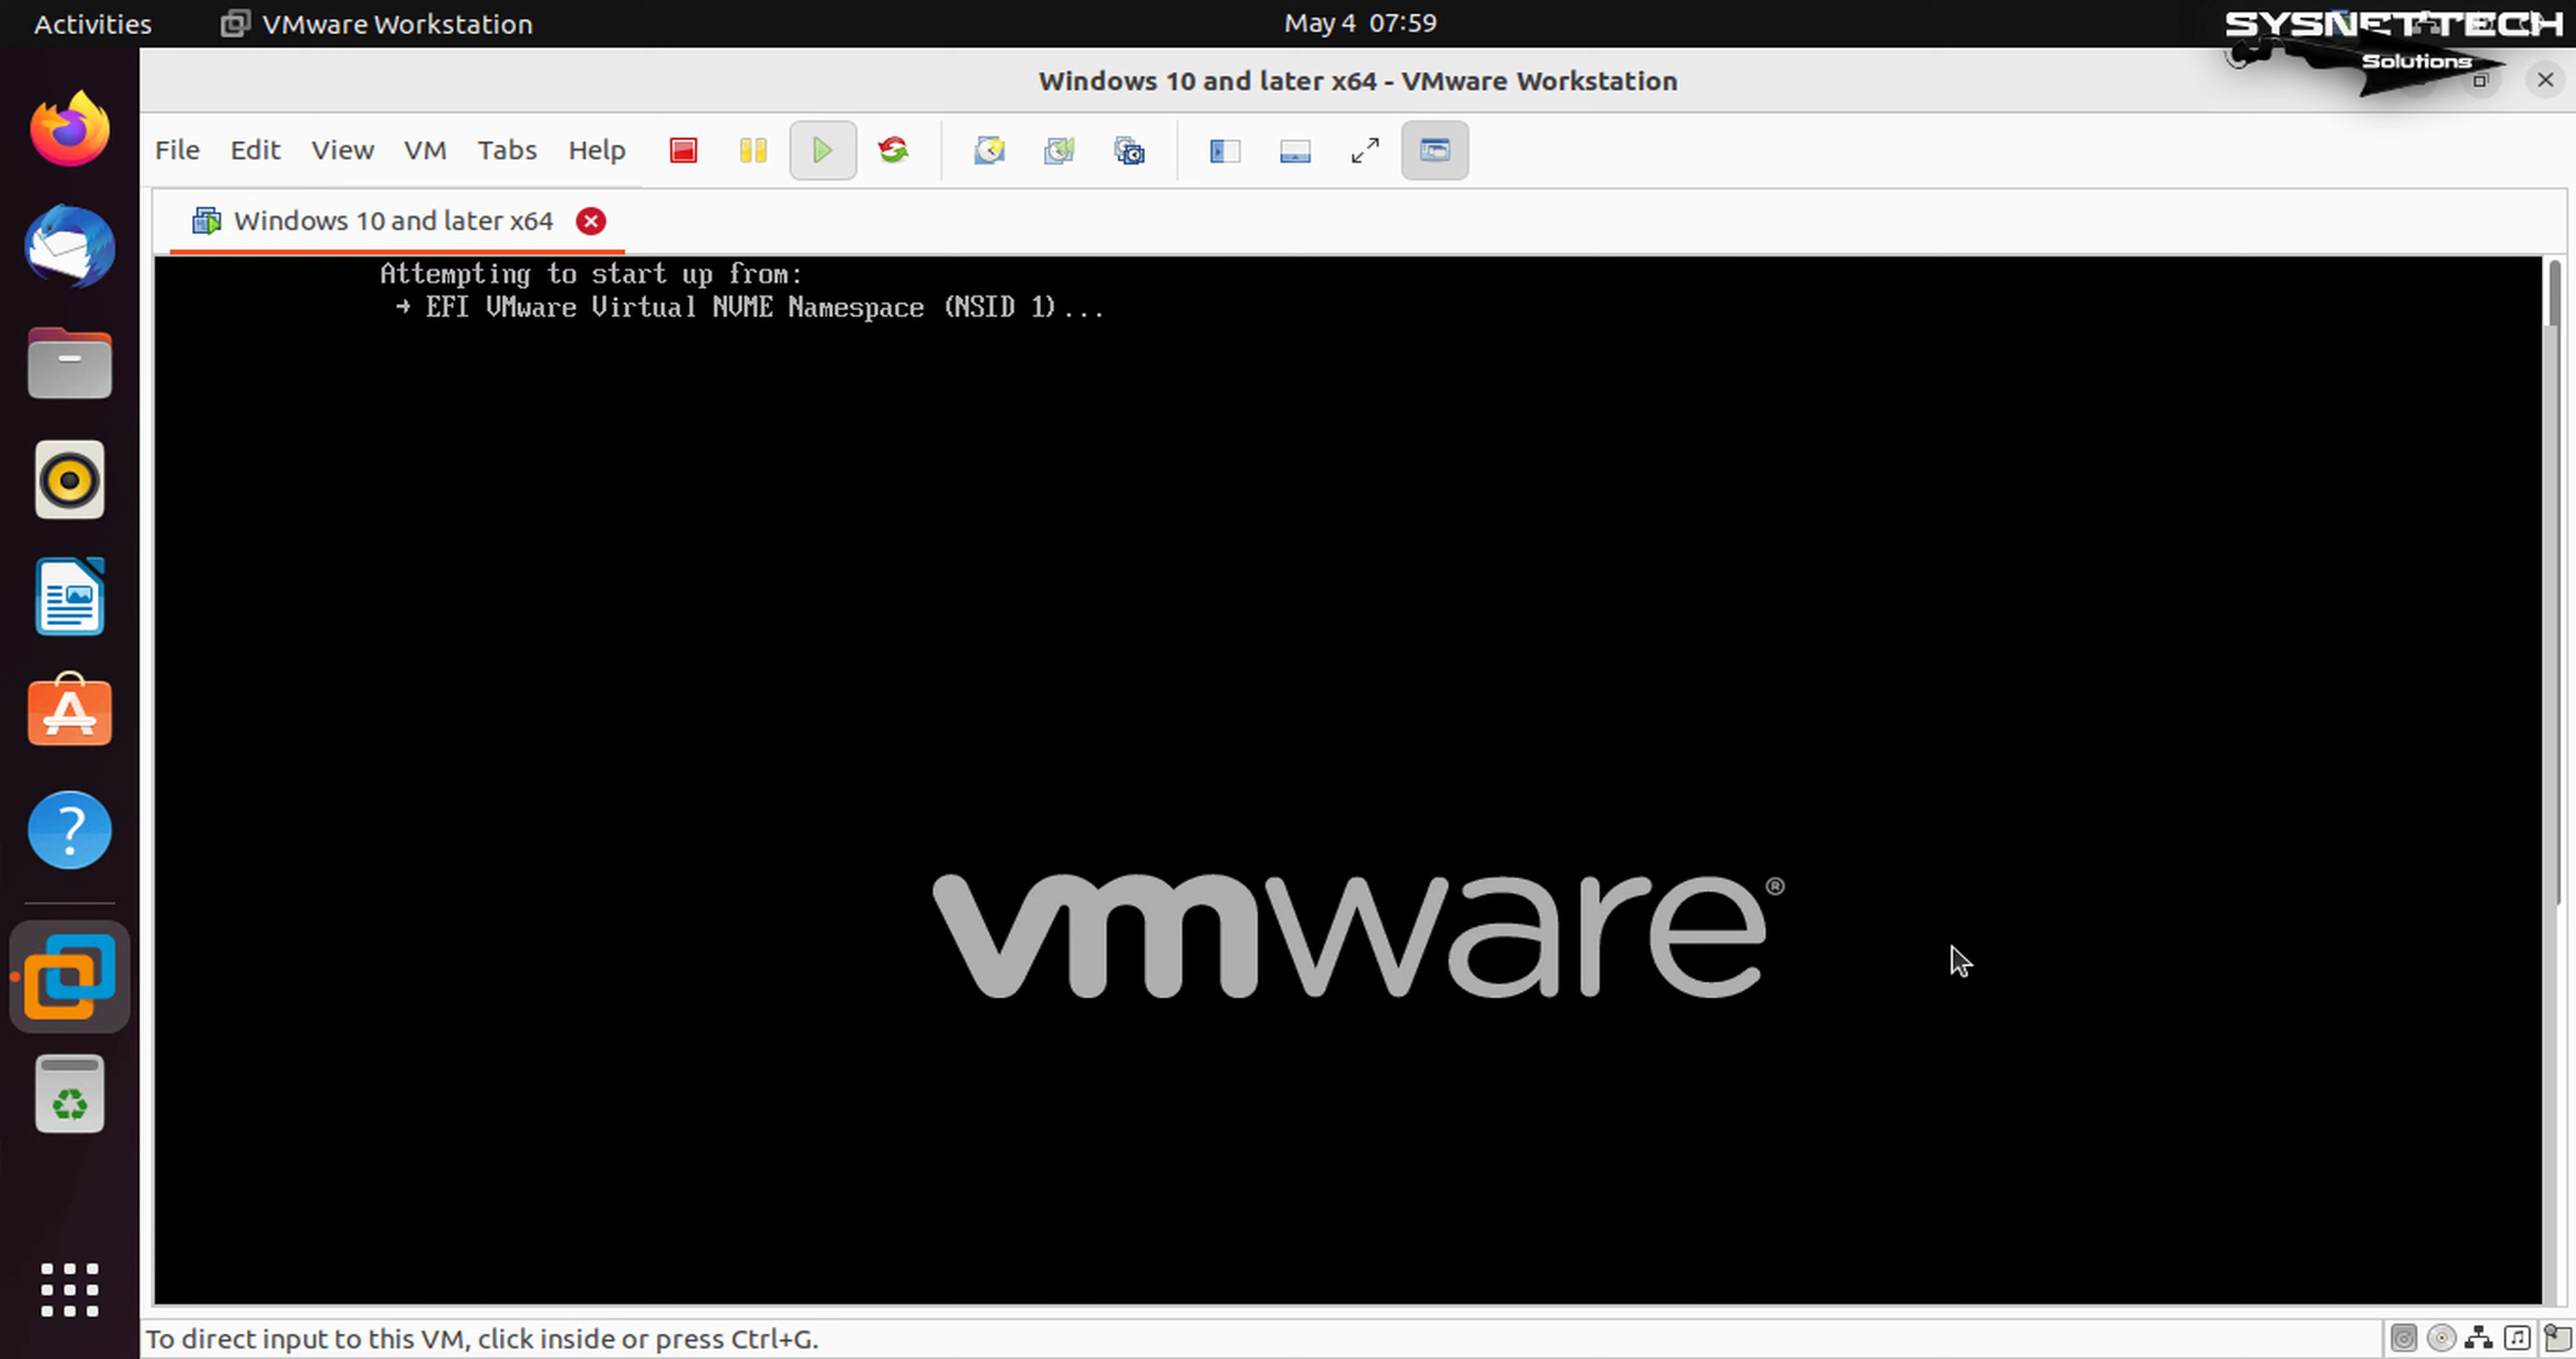 Activities VMware Workstation May 4 07:59
SYSNETTECH
Solutions
Windows 10 and later x64 - VMware Workstation
File Edit View VM Tabs Help
Windows 10 and later x64
Attempting to start up from:
→ EFI VMware Virtual NVME Namespace (NSID 1)...
vmware®
To direct input to this VM, click inside or press Ctrl+G.